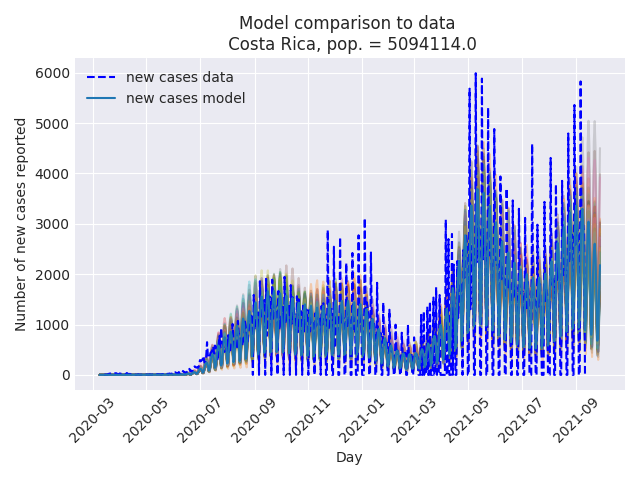 Model comparison to data
Costa Rica, pop. = 5094114.0
new cases data
new cases model
Number of new cases reported
6000
5000
4000
3000
2000
1000
0
2020-03
2020-05
2020-07
2020-09
2020-11
2021-01
2021-03
2021-05
2021-07
2021-09
Day